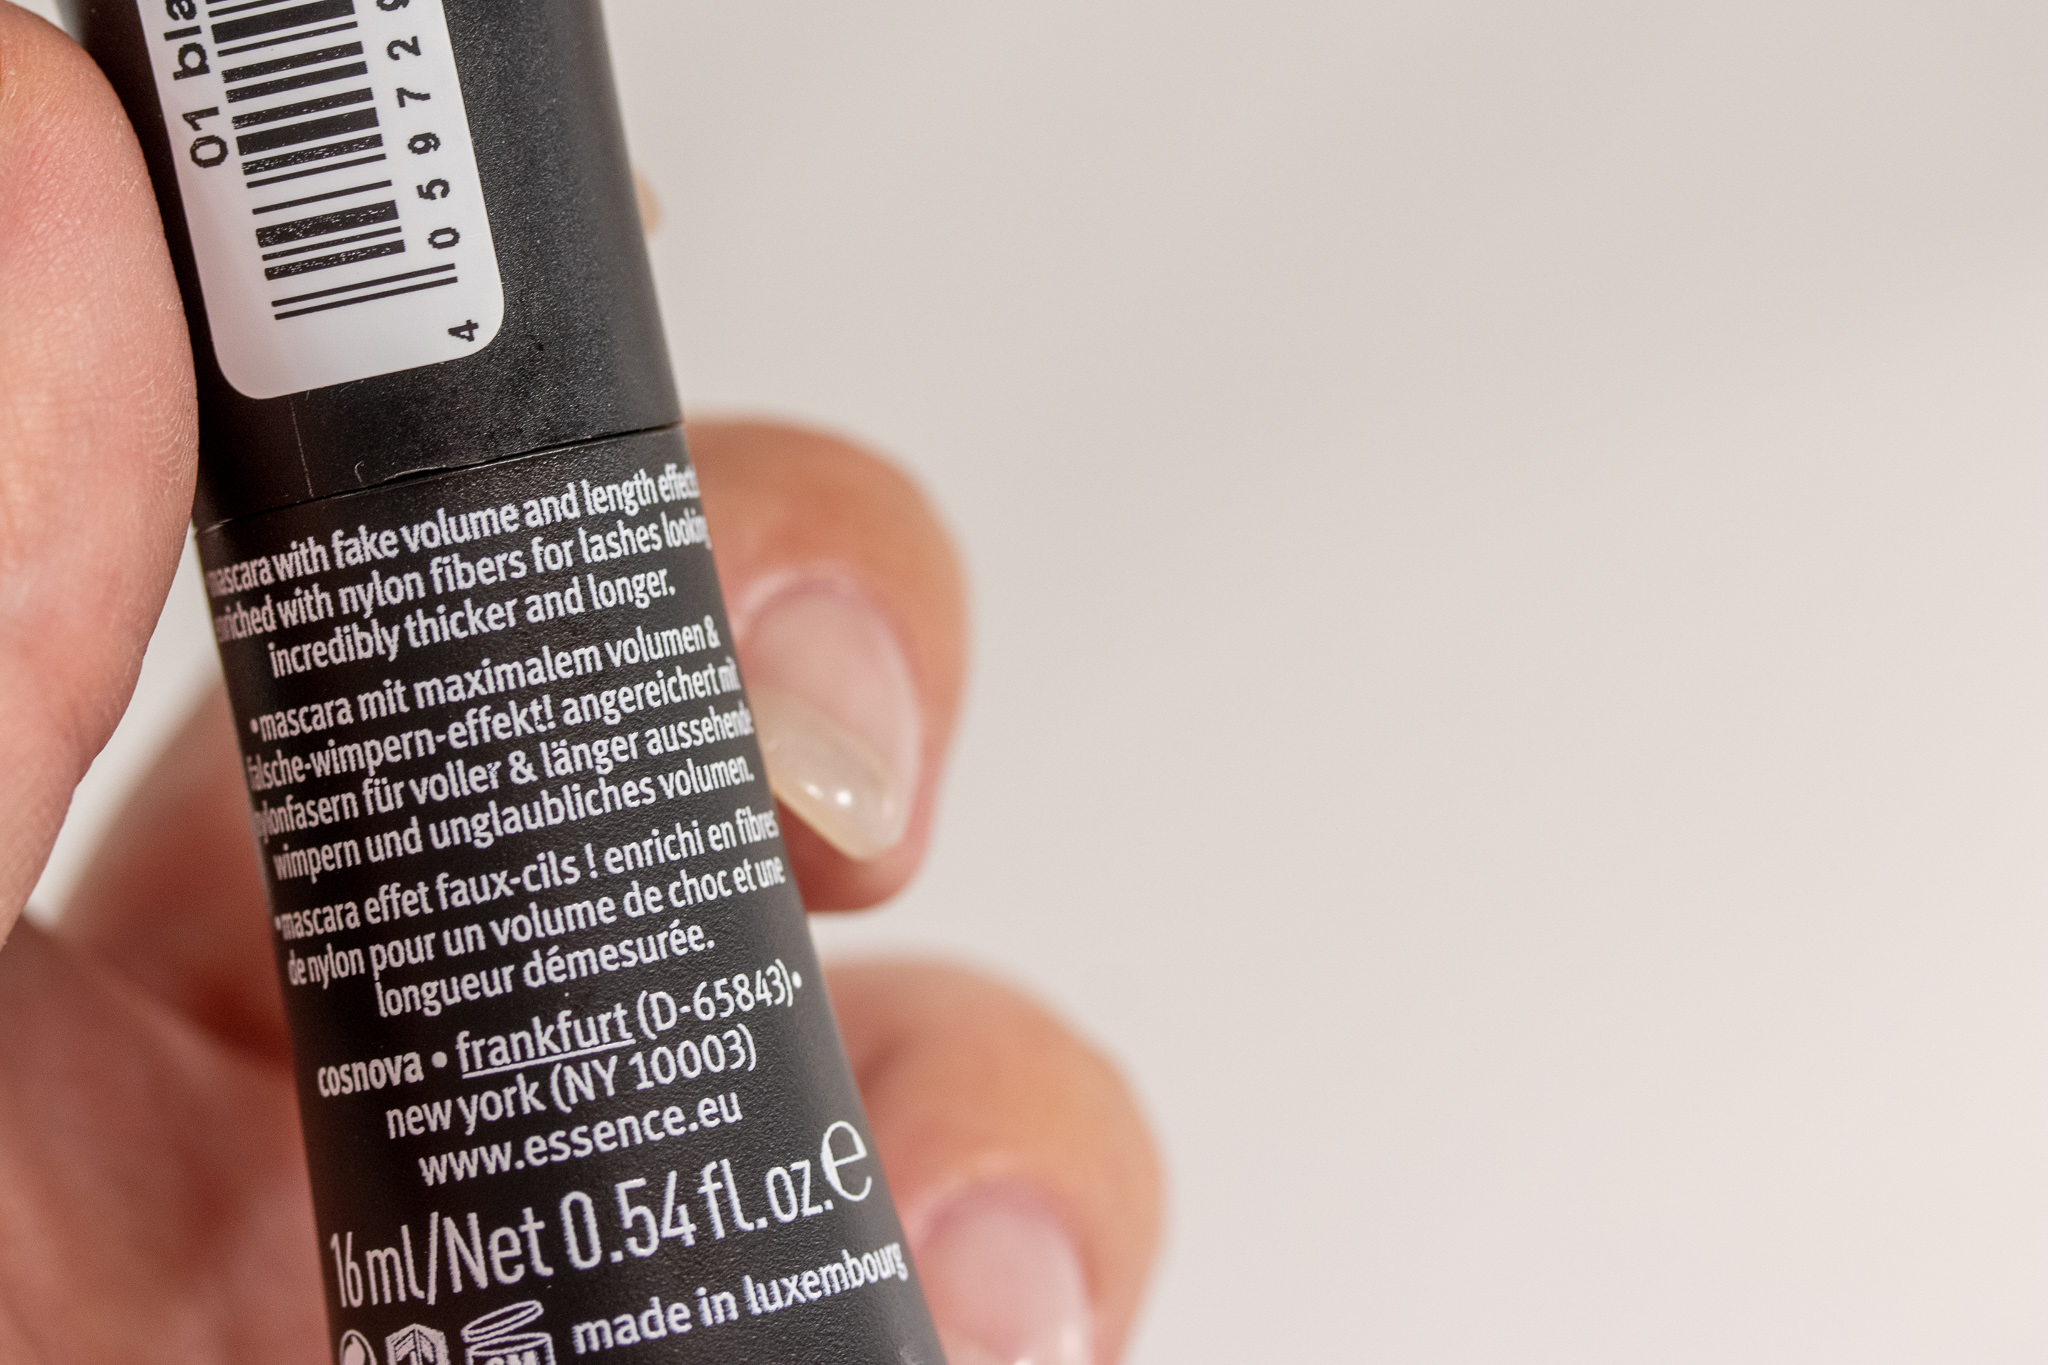 01
4 059729
mascara with fake volume and length effects
enriched with nylon fibers for lashes looking
incredibly thicker and longer.
•mascara mit maximalem volumen &
falsche-wimpern-effekt! angereichert mit
nylonfasern für voller & länger aussehende
wimpern und unglaubliches volumen.
•mascara effet faux-cils ! enrichi en fibres
de nylon pour un volume de choc et une
longueur démesurée.
cosnova • frankfurt (D-65843)•
new york (NY 10003)
www.essence.eu
16 ml/Net 0.54 fl. oz. e
made in luxembourg